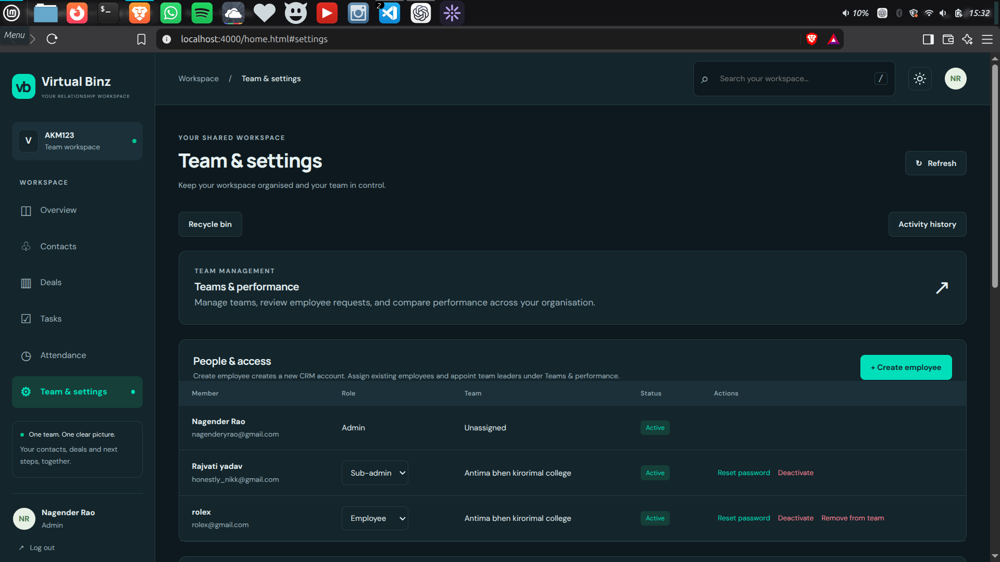 2
10%
15:32
Menu
localhost:4000/home.html#settings
vb
Virtual Binz
YOUR RELATIONSHIP WORKSPACE
Workspace / Team & settings
Search your workspace...
/
NR
V
AKM123
Team workspace
WORKSPACE
Overview
Contacts
Deals
Tasks
Attendance
Team & settings
One team. One clear picture.
Your contacts, deals and next
steps, together.
NR
Nagender Rao
Admin
↗ Log out
YOUR SHARED WORKSPACE
Team & settings
Keep your workspace organised and your team in control.
↻ Refresh
Recycle bin
Activity history
TEAM MANAGEMENT
Teams & performance
Manage teams, review employee requests, and compare performance across your organisation.
↗
People & access
Create employee creates a new CRM account. Assign existing employees and appoint team leaders under Teams & performance.
+ Create employee
Member Role Team Status Actions
Nagender Rao
nagenderyrao@gmail.com
Admin Unassigned Active
Rajvati yadav
honestly_nikk@gmail.com
Sub-admin Antima bhen kirorimal college Active Reset password Deactivate
rolex
rolex@gmail.com
Employee Antima bhen kirorimal college Active Reset password Deactivate Remove from team